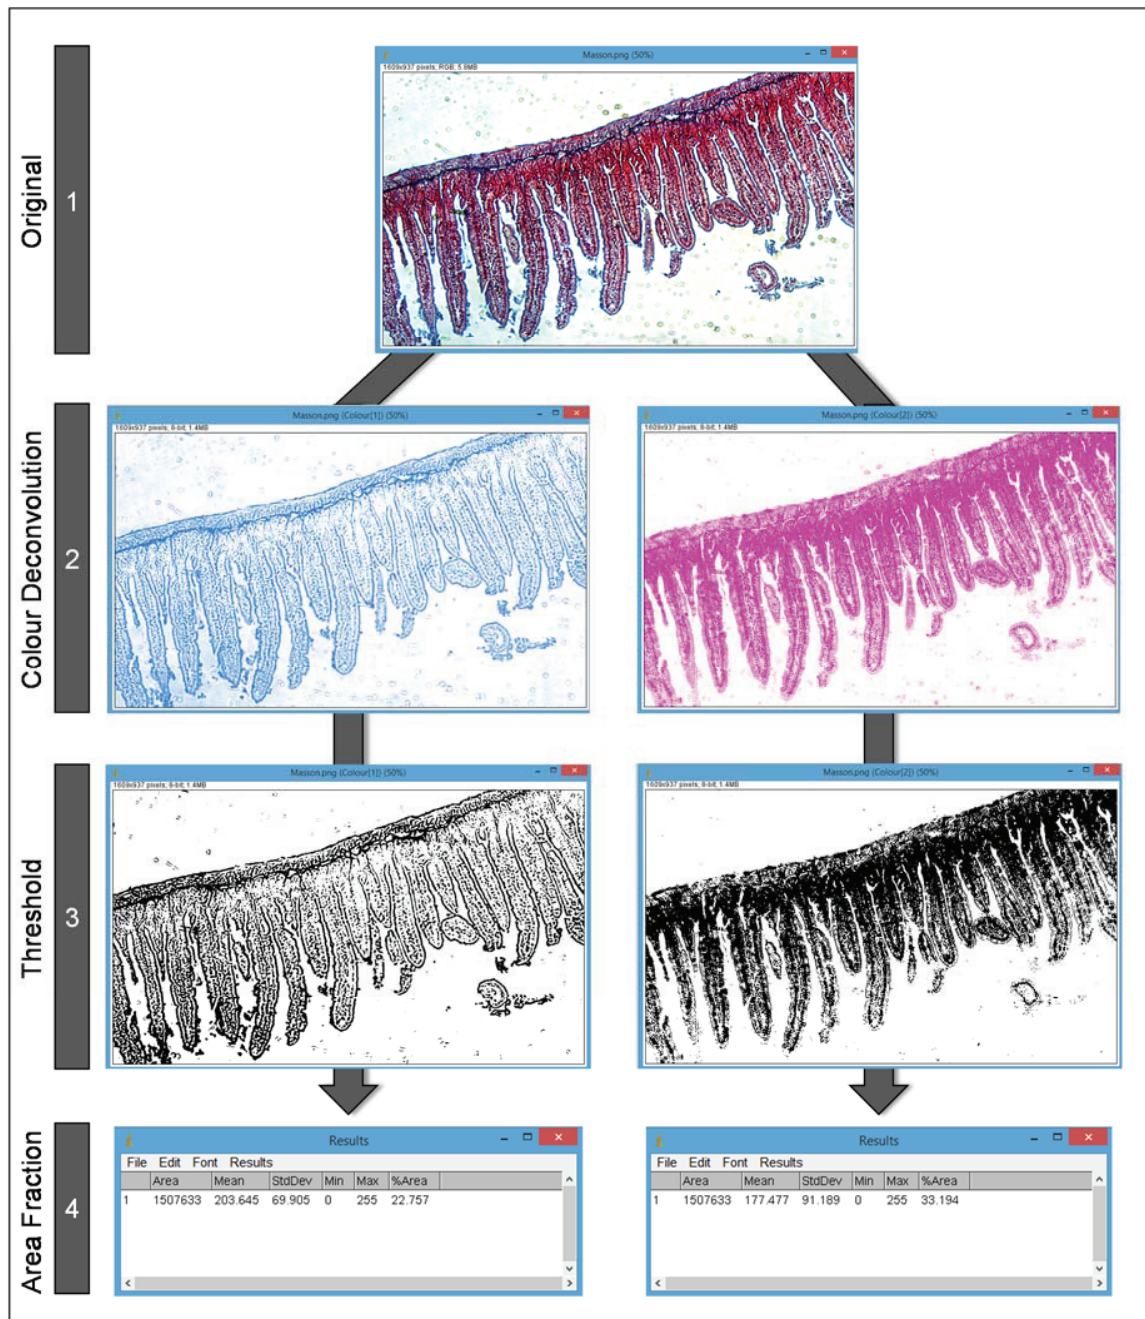 Original
1
Masson.png (50%)
1609x937 pixels; RGB; 5.8MB
Colour Deconvolution
2
Masson.png (Colour[1]) (50%)
1609x937 pixels; 8-bit; 1.4MB
Masson.png (Colour[2]) (50%)
1609x937 pixels; 8-bit; 1.4MB
Threshold
3
Masson.png (Colour[1]) (50%)
1609x937 pixels; 8-bit; 1.4MB
Masson.png (Colour[2]) (50%)
1609x937 pixels; 8-bit; 1.4MB
Area Fraction
4
Results
File Edit Font Results
Area Mean StdDev Min Max %Area
1 1507633 203.645 69.905 0 255 22.757
Results
File Edit Font Results
Area Mean StdDev Min Max %Area
1 1507633 177.477 91.189 0 255 33.194